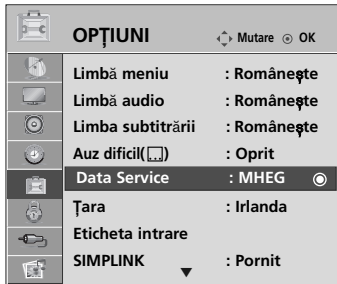 OPȚIUNI Mutare OK
Limbă meniu : Românește
Limbă audio : Românește
Limba subtitrării : Românește
Auz dificil( ) : Oprit
Data Service : MHEG
Țara : Irlanda
Eticheta intrare
SIMPLINK : Pornit